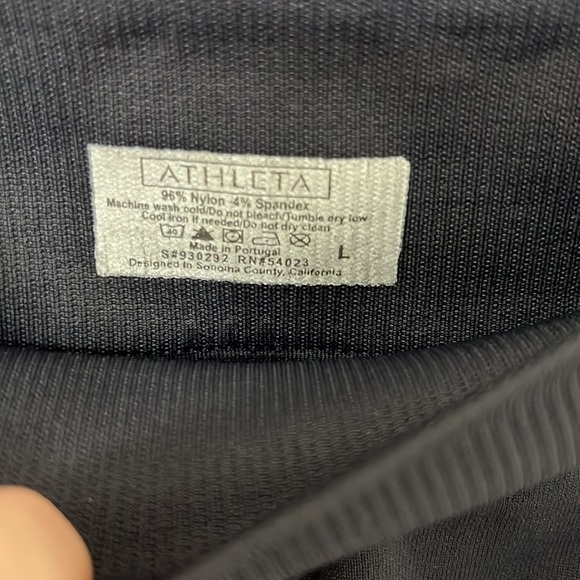 ATHLETA
96% Nylon 4% Spandex
Machine wash cold/Do not bleach/Tumble dry low
Cool iron if needed/Do not dry clean
40
Made in Portugal
S#930292 RN#54023
L
Designed in Sonoma County, California